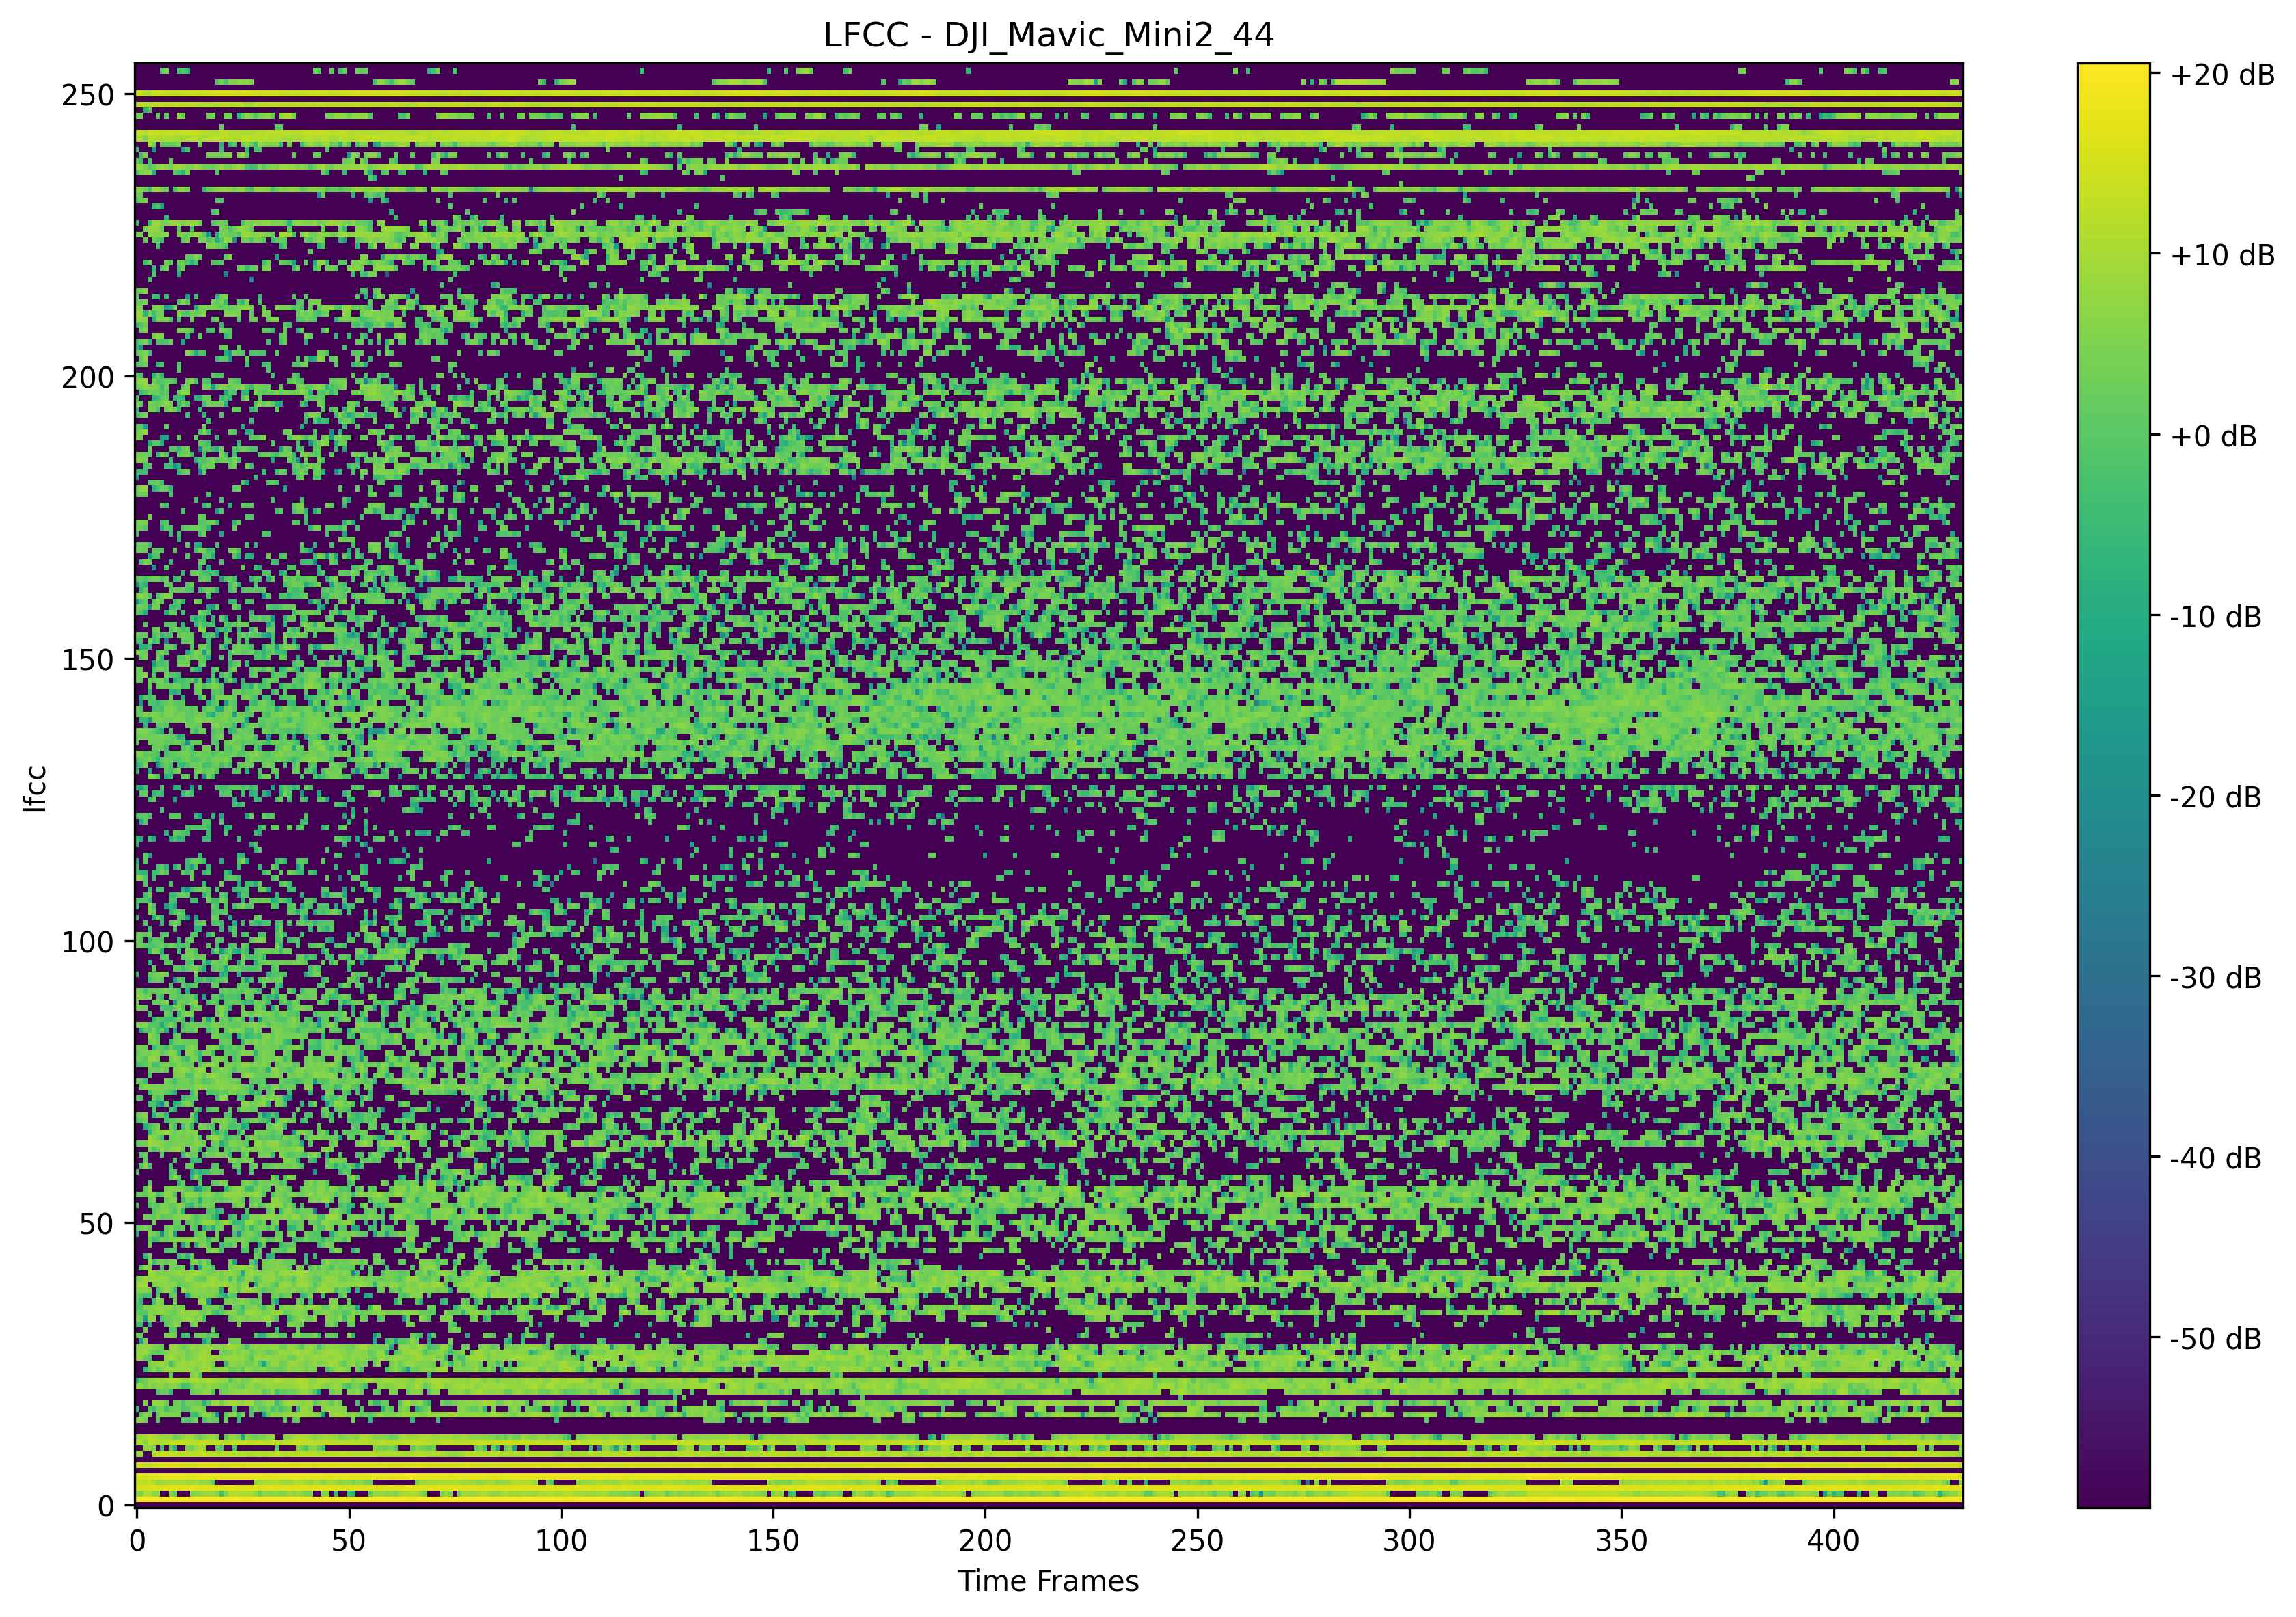 LFCC - DJI_Mavic_Mini2_44
250
200
150
100
50
0
lfcc
0 50 100 150 200 250 300 350 400
Time Frames
+20 dB
+10 dB
+0 dB
-10 dB
-20 dB
-30 dB
-40 dB
-50 dB